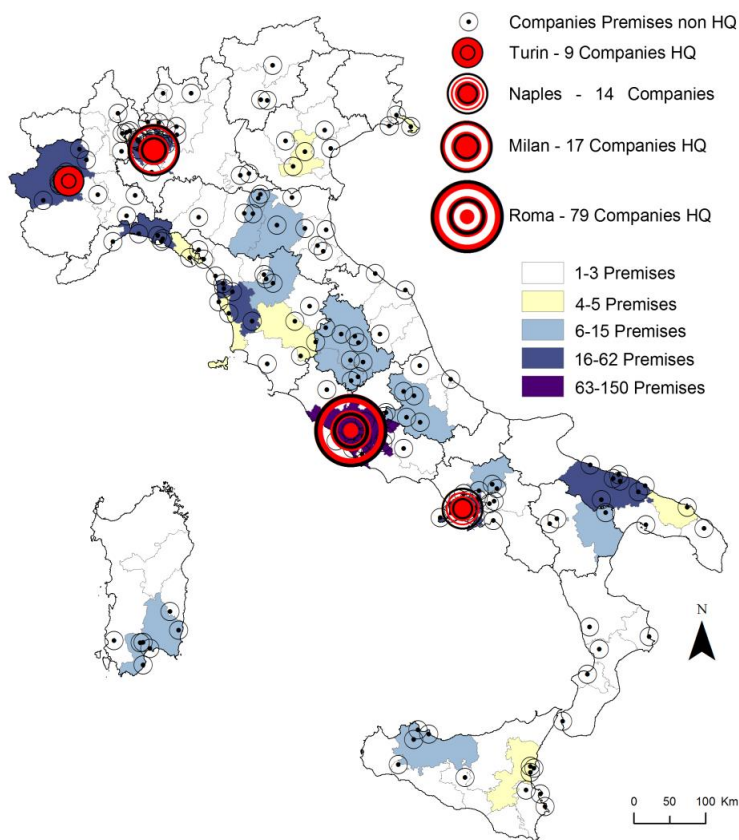 Companies Premises non HQ
Turin - 9 Companies HQ
Naples - 14 Companies
Milan - 17 Companies HQ
Roma - 79 Companies HQ
1-3 Premises
4-5 Premises
6-15 Premises
16-62 Premises
63-150 Premises
N
0 50 100 Km